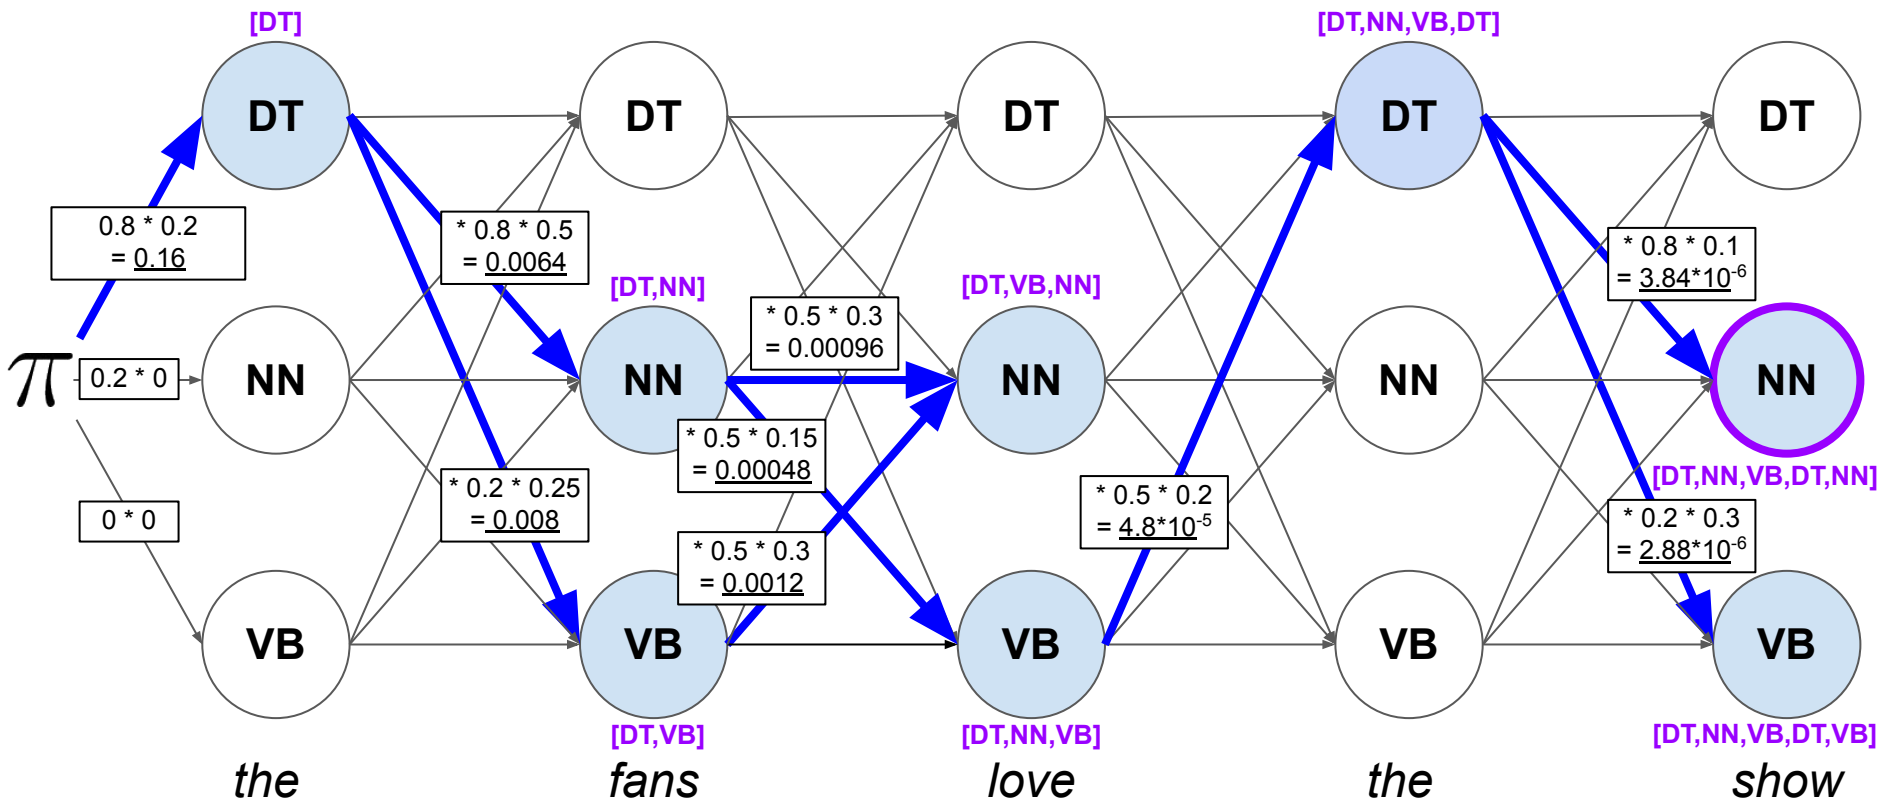 [DT]
[DT,NN,VB,DT]
DT
DT
DT
DT
DT
0.8 * 0.2
= 0.16
* 0.8 * 0.5
= 0.0064
* 0.8 * 0.1
= 3.84*10-6
[DT,NN]
[DT,VB,NN]
* 0.5 * 0.3
= 0.00096
π
0.2 * 0
NN
NN
NN
NN
NN
* 0.5 * 0.15
= 0.00048
[DT,NN,VB,DT,NN]
0 * 0
* 0.2 * 0.25
= 0.008
* 0.5 * 0.2
= 4.8*10-5
* 0.2 * 0.3
= 2.88*10-6
* 0.5 * 0.3
= 0.0012
VB
VB
VB
VB
VB
[DT,VB]
[DT,NN,VB]
[DT,NN,VB,DT,VB]
the fans love the show